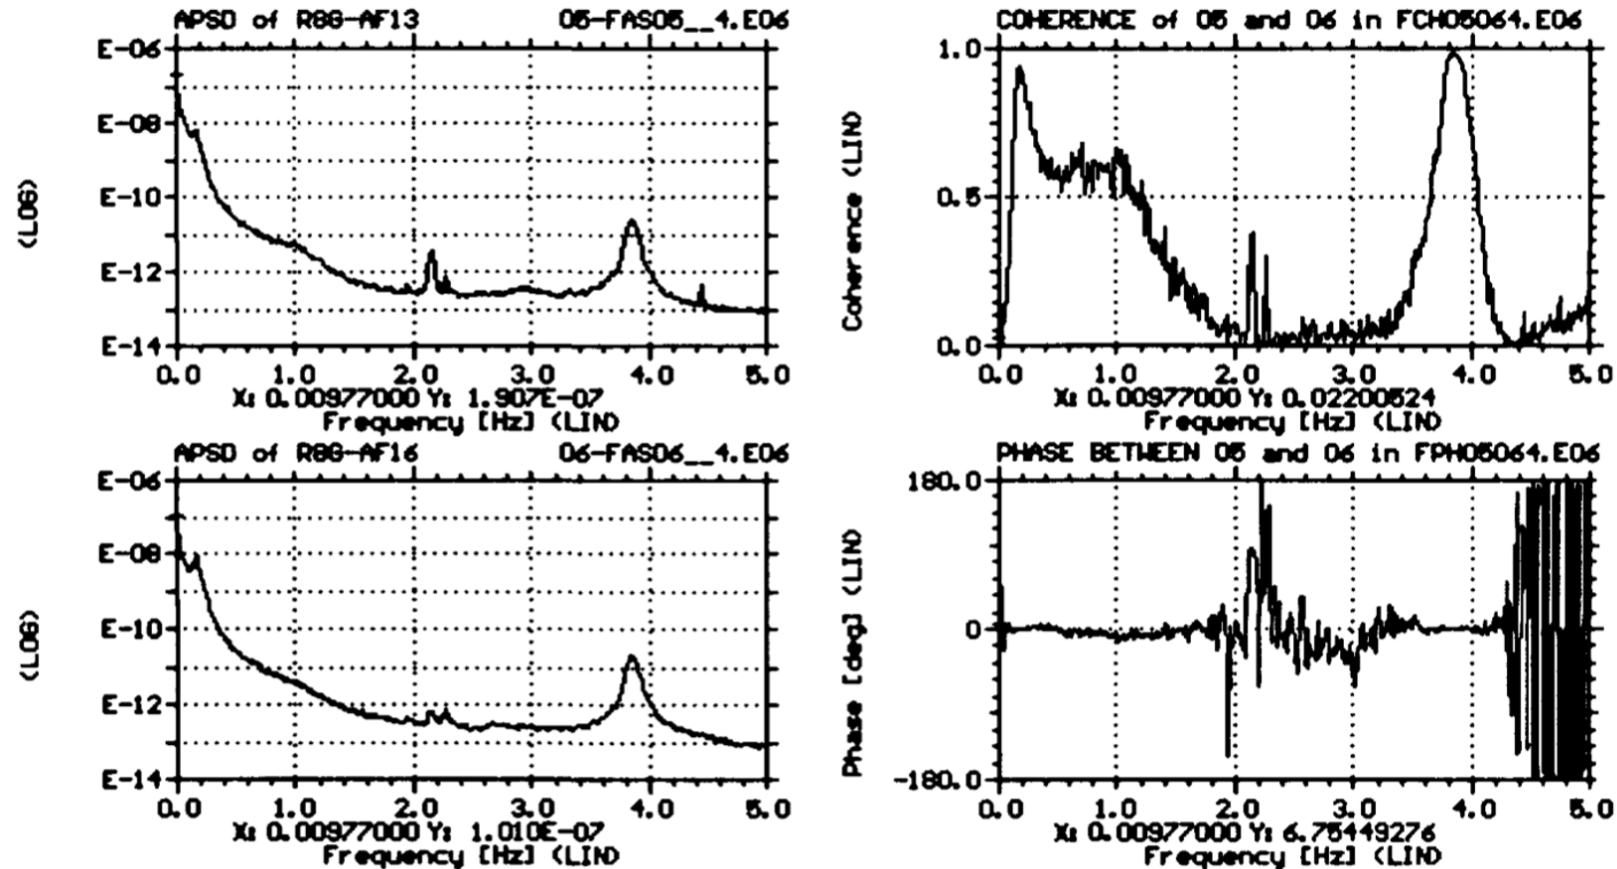 APSD of R8G-AF13 05-FAS05__4.E06
E-06
E-08
E-10
E-12
E-14
(LOG)
0.0 1.0 2.0 3.0 4.0 5.0
X: 0.00977000 Y: 1.907E-07
Frequency [Hz] (LIN)
COHERENCE of 05 and 06 in FCH05064.E06
1.0
0.5
0.0
Coherence (LIN)
0.0 1.0 2.0 3.0 4.0 5.0
X: 0.00977000 Y: 0.02200524
Frequency [Hz] (LIN)
APSD of R8G-AF16 06-FAS06__4.E06
E-06
E-08
E-10
E-12
E-14
(LOG)
0.0 1.0 2.0 3.0 4.0 5.0
X: 0.00977000 Y: 1.010E-07
Frequency [Hz] (LIN)
PHASE BETWEEN 05 and 06 in FPH05064.E06
180.0
0
-180.0
Phase [deg] (LIN)
0.0 1.0 2.0 3.0 4.0 5.0
X: 0.00977000 Y: 6.75449276
Frequency [Hz] (LIN)